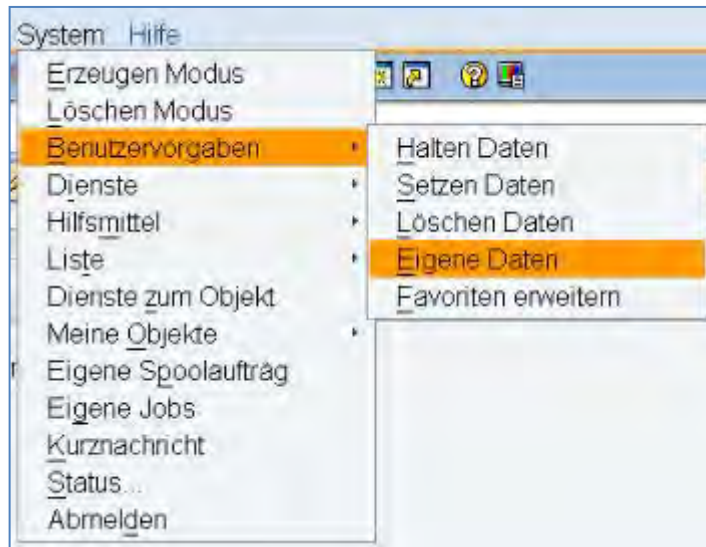 System Hilfe
Erzeugen Modus
Löschen Modus
Benutzervorgaben
Dienste
Hilfsmittel
Liste
Dienste zum Objekt
Meine Objekte
Eigene Spoolaufträg
Eigene Jobs
Kurznachricht
Status...
Abmelden
Halten Daten
Setzen Daten
Löschen Daten
Eigene Daten
Favoriten erweitern